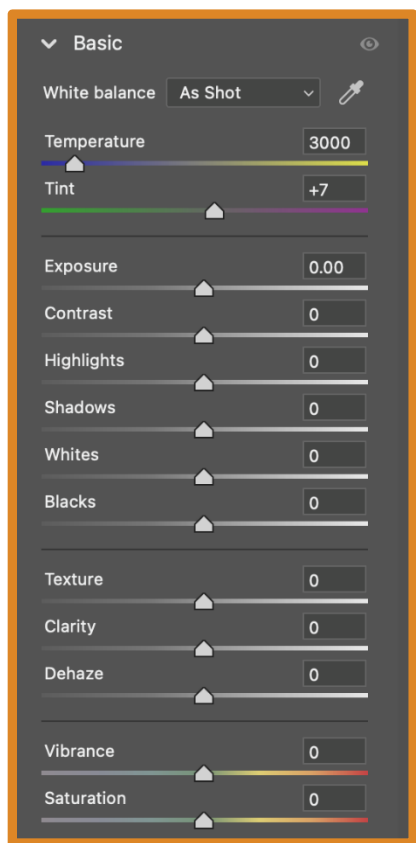 Basic
White balance As Shot
Temperature 3000
Tint +7
Exposure 0.00
Contrast 0
Highlights 0
Shadows 0
Whites 0
Blacks 0
Texture 0
Clarity 0
Dehaze 0
Vibrance 0
Saturation 0